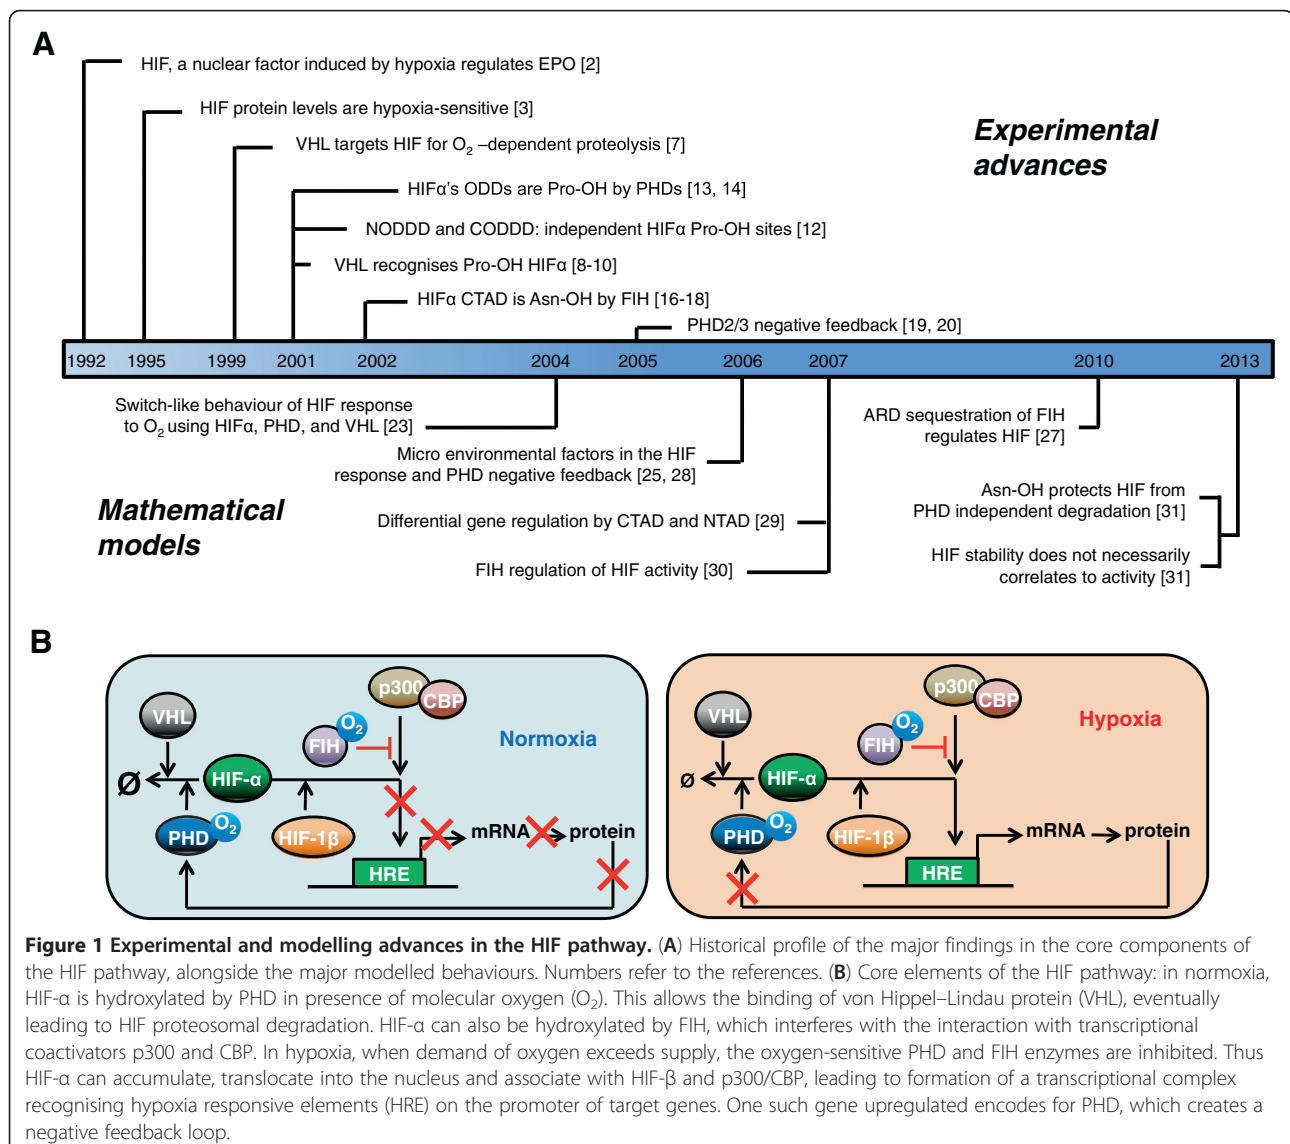 A
HIF, a nuclear factor induced by hypoxia regulates EPO [2]
HIF protein levels are hypoxia-sensitive [3]
VHL targets HIF for O2 –dependent proteolysis [7]
HIFα's ODDs are Pro-OH by PHDs [13, 14]
NODDD and CODDD: independent HIFα Pro-OH sites [12]
VHL recognises Pro-OH HIFα [8-10]
HIFα CTAD is Asn-OH by FIH [16-18]
PHD2/3 negative feedback [19, 20]
Experimental
advances
1992 1995 1999 2001 2002 2004 2005 2006 2007 2010 2013
Switch-like behaviour of HIF response
to O2 using HIFα, PHD, and VHL [23]
Micro environmental factors in the HIF
response and PHD negative feedback [25, 28]
Differential gene regulation by CTAD and NTAD [29]
FIH regulation of HIF activity [30]
ARD sequestration of FIH
regulates HIF [27]
Asn-OH protects HIF from
PHD independent degradation [31]
HIF stability does not necessarily
correlates to activity [31]
Mathematical
models
B
p300
CBP
VHL
O2
FIH
Normoxia
Ø
HIF-α
PHD
O2
HIF-1β
mRNA
protein
HRE
p300
CBP
VHL
O2
FIH
Hypoxia
Ø
HIF-α
PHD
O2
HIF-1β
mRNA
protein
HRE
Figure 1 Experimental and modelling advances in the HIF pathway. (A) Historical profile of the major findings in the core components of
the HIF pathway, alongside the major modelled behaviours. Numbers refer to the references. (B) Core elements of the HIF pathway: in normoxia,
HIF-α is hydroxylated by PHD in presence of molecular oxygen (O2). This allows the binding of von Hippel–Lindau protein (VHL), eventually
leading to HIF proteosomal degradation. HIF-α can also be hydroxylated by FIH, which interferes with the interaction with transcriptional
coactivators p300 and CBP. In hypoxia, when demand of oxygen exceeds supply, the oxygen-sensitive PHD and FIH enzymes are inhibited. Thus
HIF-α can accumulate, translocate into the nucleus and associate with HIF-β and p300/CBP, leading to formation of a transcriptional complex
recognising hypoxia responsive elements (HRE) on the promoter of target genes. One such gene upregulated encodes for PHD, which creates a
negative feedback loop.